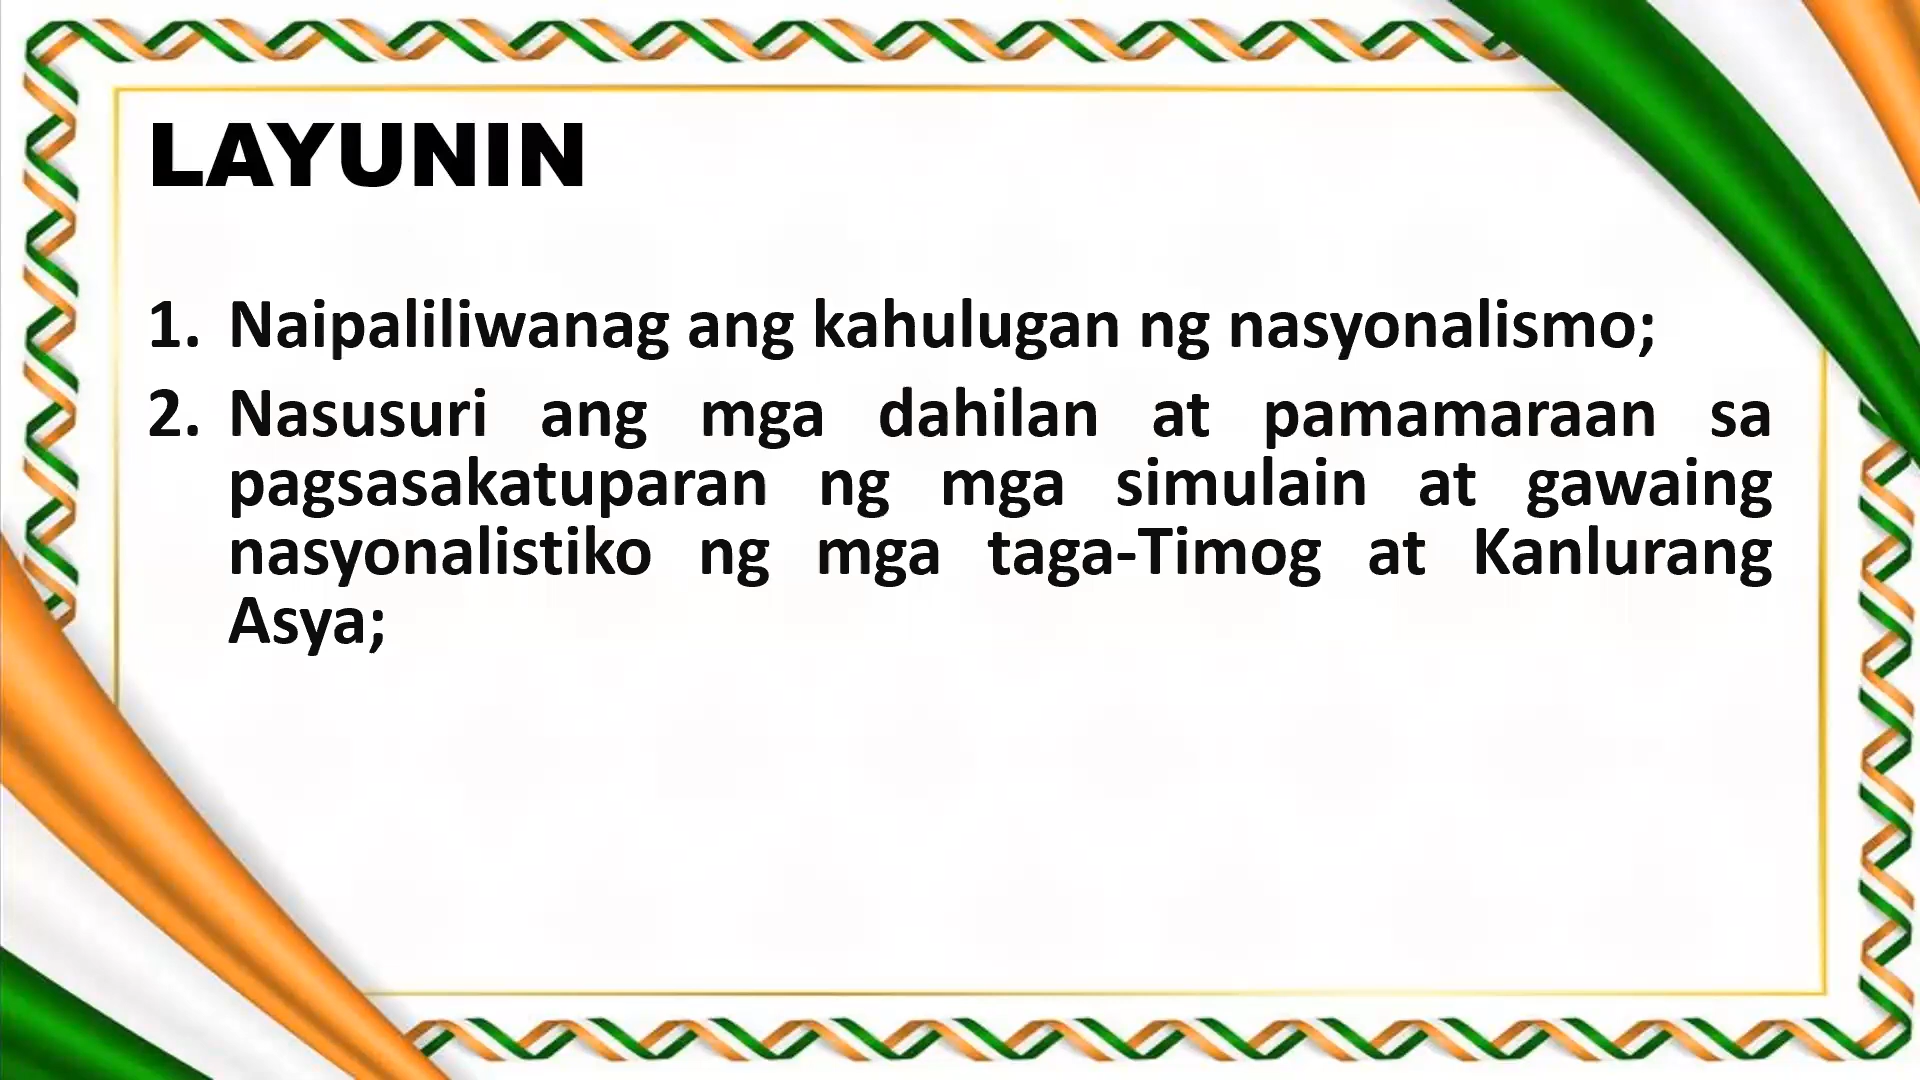 LAYUNIN
1. Naipaliliwanag ang kahulugan ng nasyonalismo;
2. Nasusuri ang mga dahilan at pamamaraan sa
pagsasakatuparan ng mga simulain at gawaing
nasyonalistiko ng mga taga-Timog at Kanlurang
Asya;